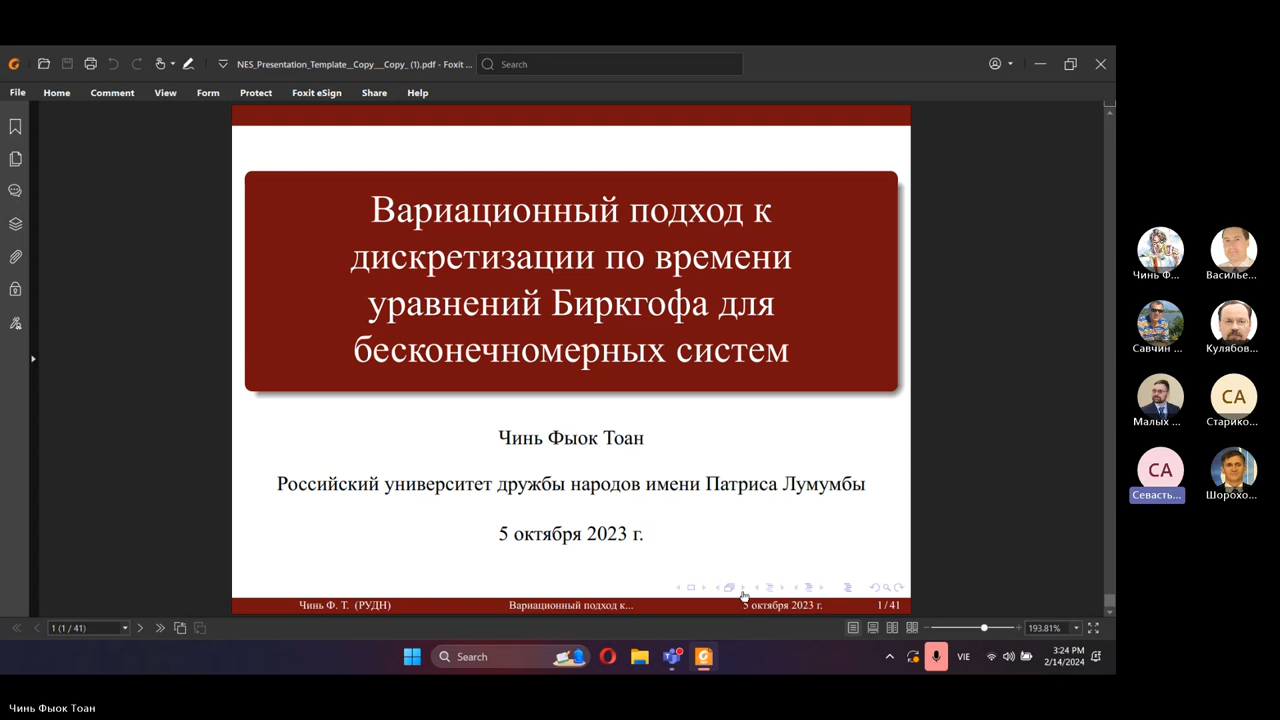 NES_Presentation_Template__Copy___Copy_ (1).pdf - Foxit ...
Search
File Home Comment View Form Protect Foxit eSign Share Help
Вариационный подход к
дискретизации по времени
уравнений Биркгофа для
бесконечномерных систем
Чинь Фыок Тоан
Российский университет дружбы народов имени Патриса Лумумбы
5 октября 2023 г.
Чинь Ф. Т. (РУДН) Вариационный подход к... 5 октября 2023 г. 1 / 41
1 (1 / 41)
193.81%
Чинь Ф...
Василье...
Савчин ...
Кулябов...
Малых ...
CA
Старико...
CA
Севасть...
Шорохо...
Search
VIE
3:24 PM
2/14/2024
Чинь Фыок Тоан